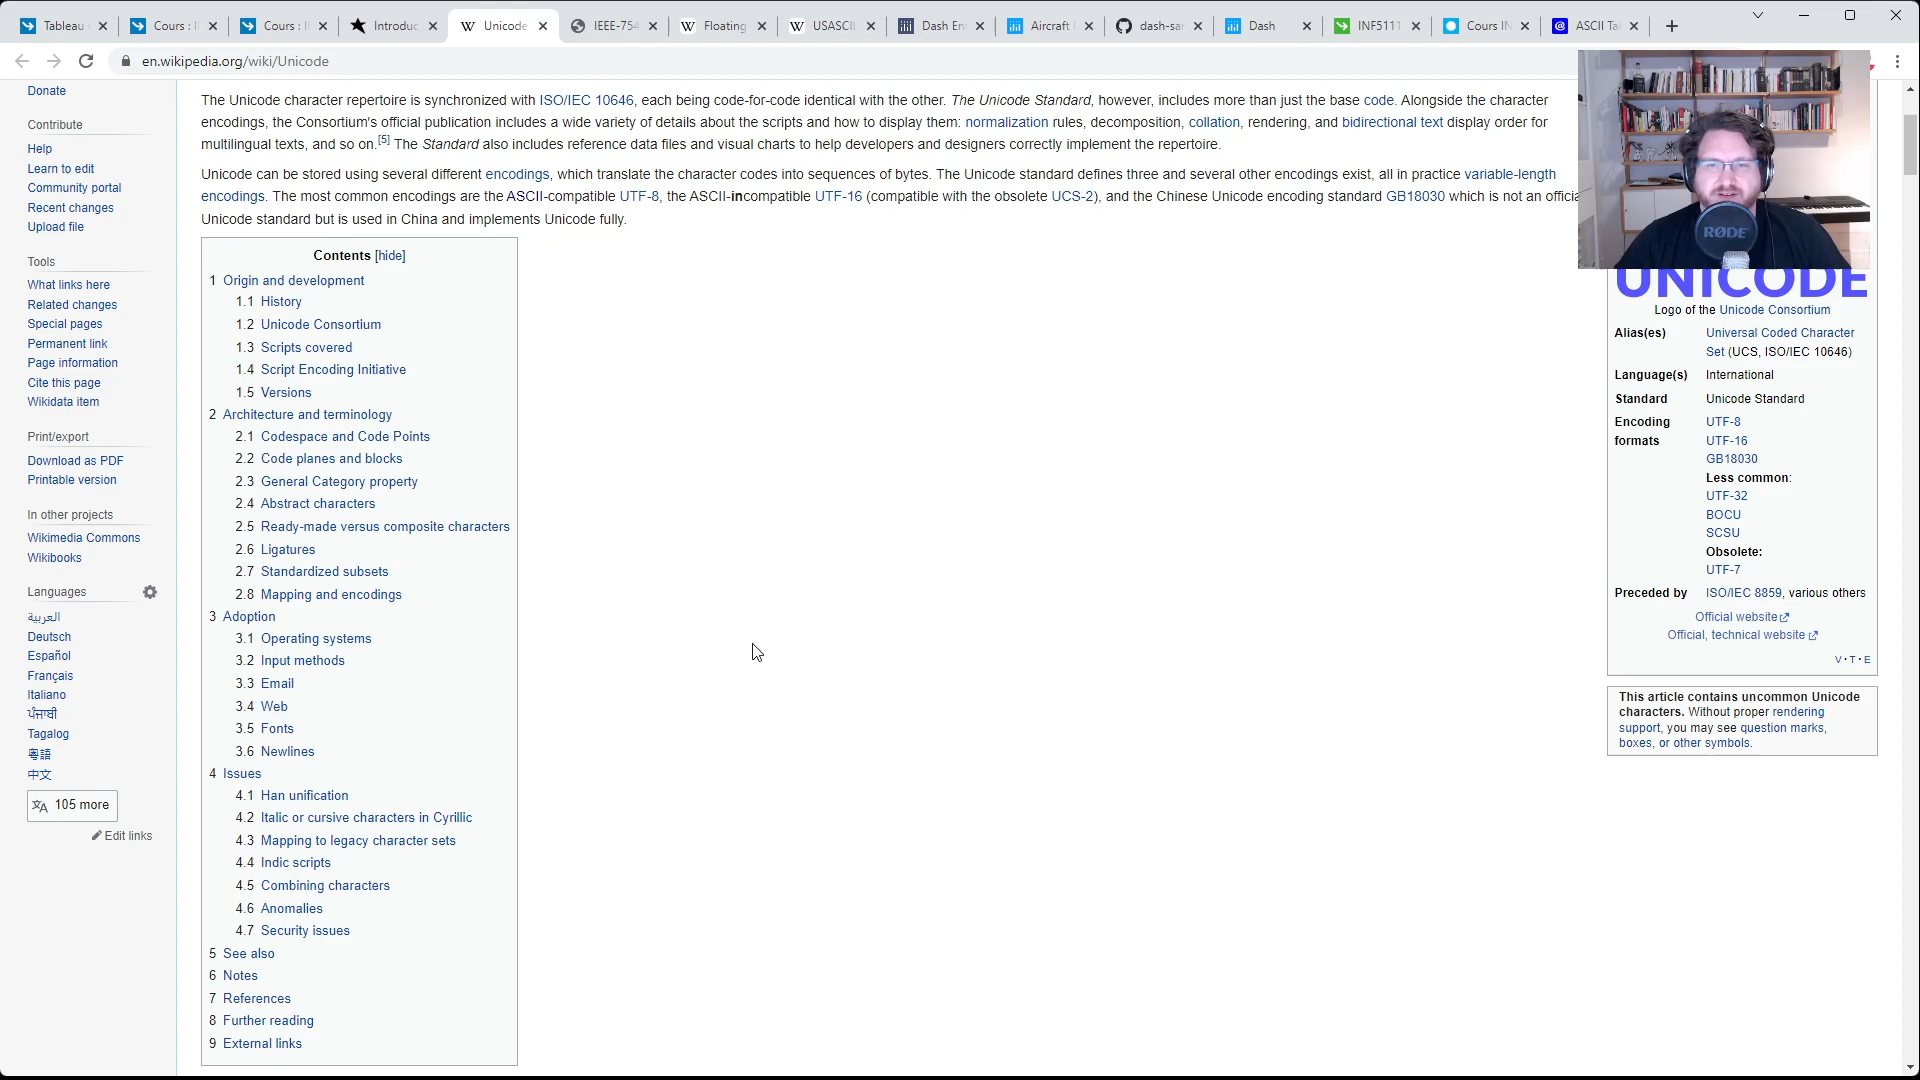 Tableau
Cours : I
Cours : I
Introduc
Unicode
IEEE-754
Floating
USASCII
Dash En
Aircraft
dash-sar
Dash
INF5111
Cours IN
ASCII Ta
en.wikipedia.org/wiki/Unicode
Donate
Contribute
Help
Learn to edit
Community portal
Recent changes
Upload file
Tools
What links here
Related changes
Special pages
Permanent link
Page information
Cite this page
Wikidata item
Print/export
Download as PDF
Printable version
In other projects
Wikimedia Commons
Wikibooks
Languages
العربية
Deutsch
Español
Français
Italiano
ਪੰਜਾਬੀ
Tagalog
粵語
中文
105 more
Edit links
The Unicode character repertoire is synchronized with ISO/IEC 10646, each being code-for-code identical with the other. The Unicode Standard, however, includes more than just the base code. Alongside the character
encodings, the Consortium's official publication includes a wide variety of details about the scripts and how to display them: normalization rules, decomposition, collation, rendering, and bidirectional text display order for
multilingual texts, and so on.[5] The Standard also includes reference data files and visual charts to help developers and designers correctly implement the repertoire.
Unicode can be stored using several different encodings, which translate the character codes into sequences of bytes. The Unicode standard defines three and several other encodings exist, all in practice variable-length
encodings. The most common encodings are the ASCII-compatible UTF-8, the ASCII-incompatible UTF-16 (compatible with the obsolete UCS-2), and the Chinese Unicode encoding standard GB18030 which is not an officia
Unicode standard but is used in China and implements Unicode fully.
Contents [hide]
1 Origin and development
1.1 History
1.2 Unicode Consortium
1.3 Scripts covered
1.4 Script Encoding Initiative
1.5 Versions
2 Architecture and terminology
2.1 Codespace and Code Points
2.2 Code planes and blocks
2.3 General Category property
2.4 Abstract characters
2.5 Ready-made versus composite characters
2.6 Ligatures
2.7 Standardized subsets
2.8 Mapping and encodings
3 Adoption
3.1 Operating systems
3.2 Input methods
3.3 Email
3.4 Web
3.5 Fonts
3.6 Newlines
4 Issues
4.1 Han unification
4.2 Italic or cursive characters in Cyrillic
4.3 Mapping to legacy character sets
4.4 Indic scripts
4.5 Combining characters
4.6 Anomalies
4.7 Security issues
5 See also
6 Notes
7 References
8 Further reading
9 External links
RØDE
UNICODE
Logo of the Unicode Consortium
Alias(es) Universal Coded Character
Set (UCS, ISO/IEC 10646)
Language(s) International
Standard Unicode Standard
Encoding UTF-8
formats UTF-16
GB18030
Less common:
UTF-32
BOCU
SCSU
Obsolete:
UTF-7
Preceded by ISO/IEC 8859, various others
Official website
Official, technical website
V·T·E
This article contains uncommon Unicode
characters. Without proper rendering
support, you may see question marks,
boxes, or other symbols.